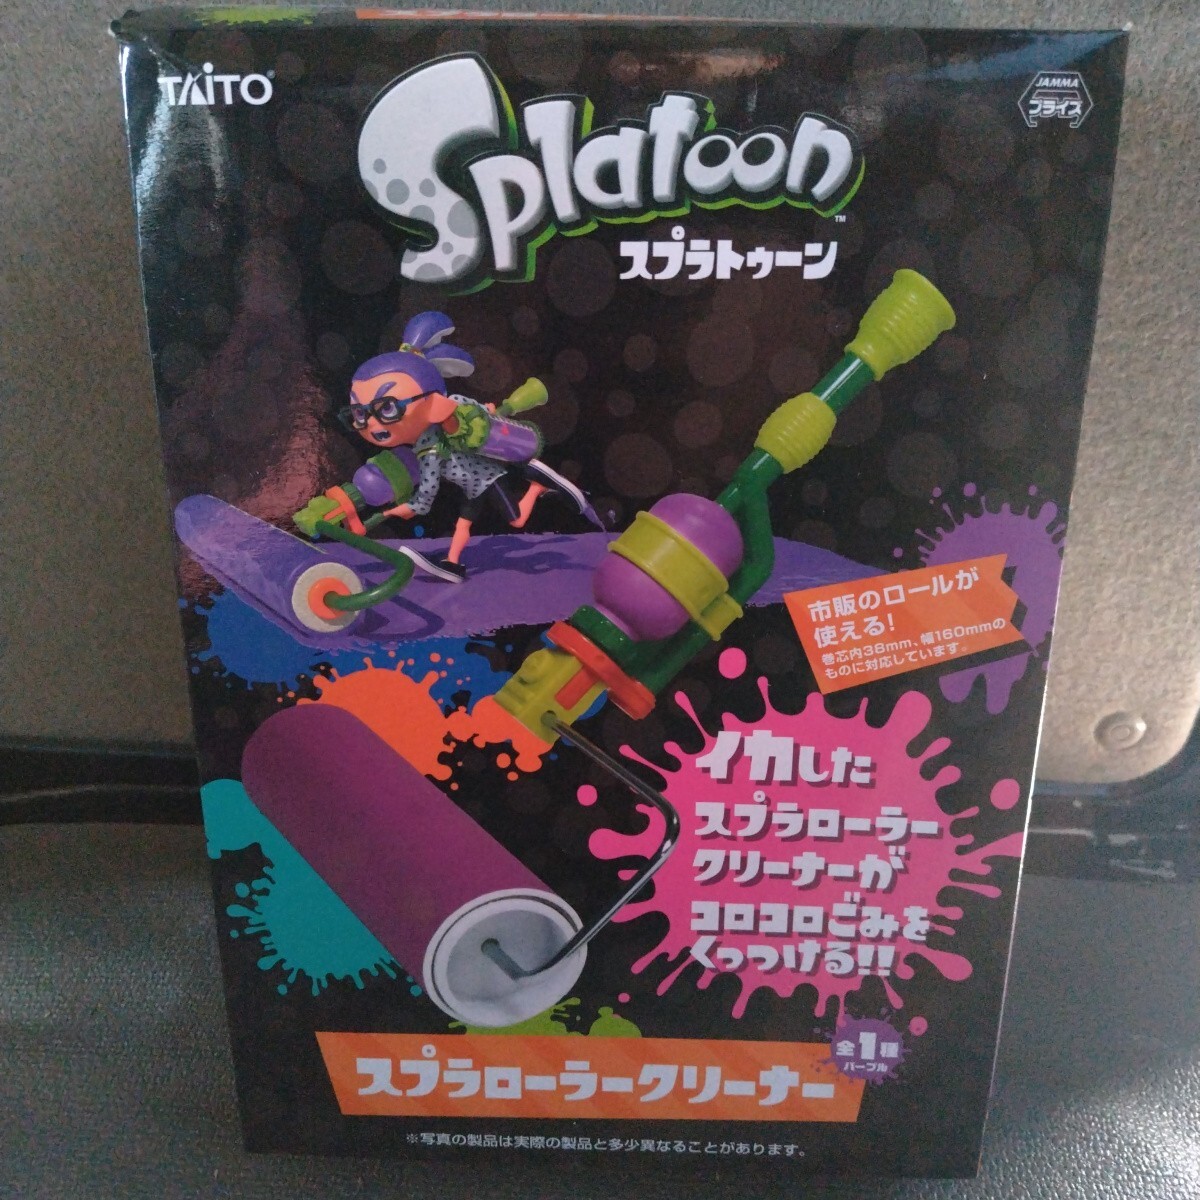 TAITO
JAMMA
プライズ
Splatoon™
スプラトゥーン
市販のロールが
使える!
巻芯内38mm、幅160mmの
ものに対応しています。
イカした
スプラローラー
クリーナーが
コロコロごみを
くっつける!!
全1種
パープル
スプラローラークリーナー
※写真の製品は実際の製品と多少異なることがあります。